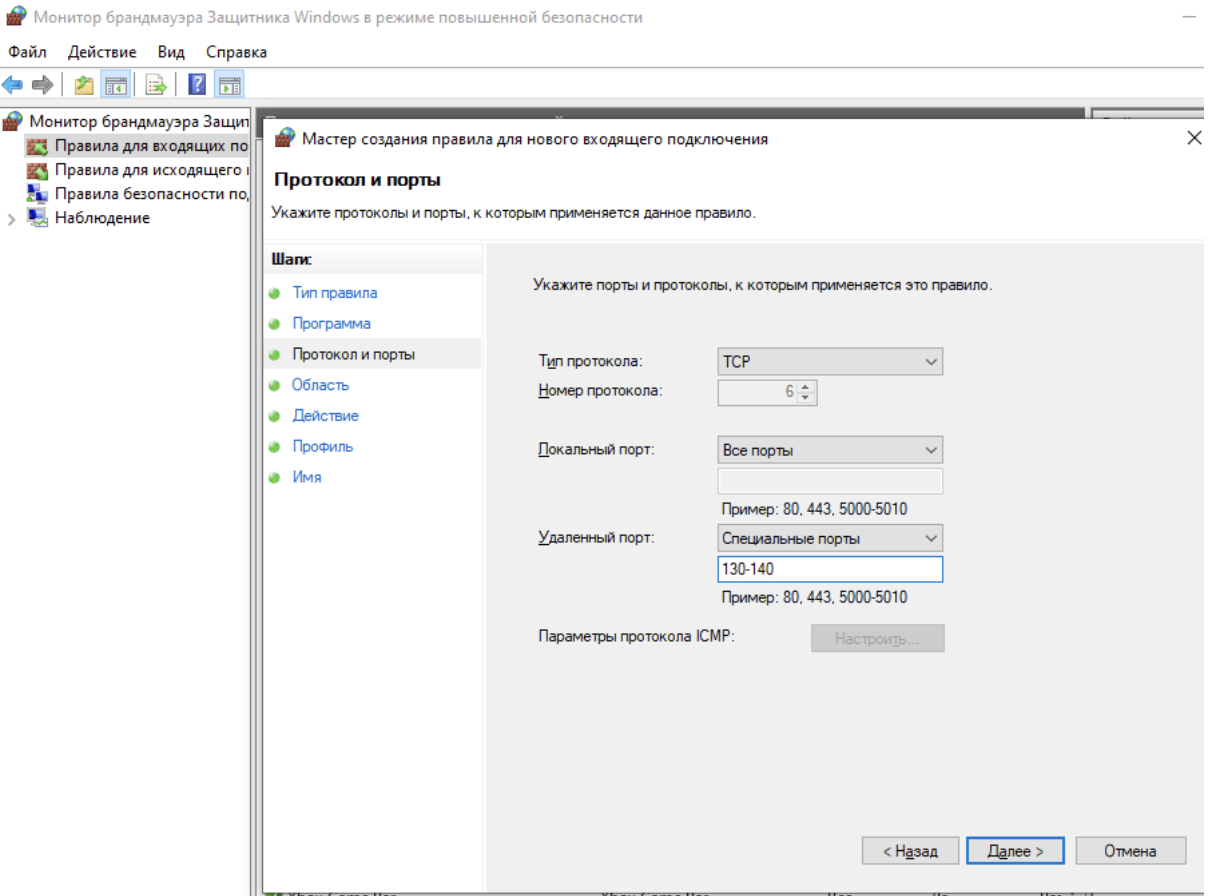 Монитор брандмауэра Защитника Windows в режиме повышенной безопасности
Файл Действие Вид Справка
Монитор брандмауэра Защит
Правила для входящих по
Правила для исходящего
Правила безопасности по
Наблюдение
Мастер создания правила для нового входящего подключения
Протокол и порты
Укажите протоколы и порты, к которым применяется данное правило.
Шаги:
Тип правила
Программа
Протокол и порты
Область
Действие
Профиль
Имя
Укажите порты и протоколы, к которым применяется это правило.
Тип протокола: TCP
Номер протокола: 6
Локальный порт: Все порты
Пример: 80, 443, 5000-5010
Удаленный порт: Специальные порты
130-140
Пример: 80, 443, 5000-5010
Параметры протокола ICMP: Настроить...
< Назад Далее > Отмена